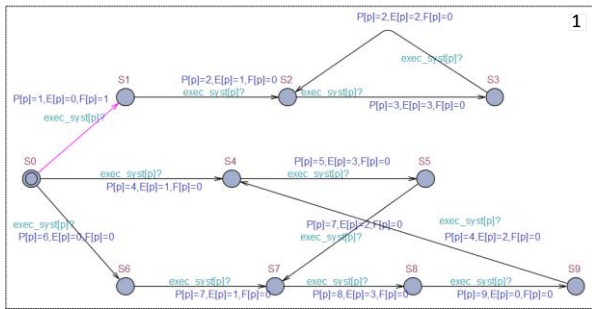 P[p]=2,E[p]=2,F[p]=0
1
exec_syst[p]?
S1
P[p]=2,E[p]=1,F[p]=0
S2
S3
exec_syst[p]?
exec_syst[p]?
P[p]=1,E[p]=0,F[p]=1
P[p]=3,E[p]=3,F[p]=0
exec_syst[p]?
S0
S4
P[p]=5,E[p]=3,F[p]=0
S5
exec_syst[p]?
exec_syst[p]?
P[p]=4,E[p]=1,F[p]=0
exec_syst[p]?
P[p]=7,E[p]=2,F[p]=0
exec_syst[p]?
P[p]=6,E[p]=0,F[p]=0
exec_syst[p]?
P[p]=4,E[p]=2,F[p]=0
S6
S7
S8
S9
exec_syst[p]?
exec_syst[p]?
exec_syst[p]?
P[p]=7,E[p]=1,F[p]=0
P[p]=8,E[p]=3,F[p]=0
P[p]=9,E[p]=0,F[p]=0